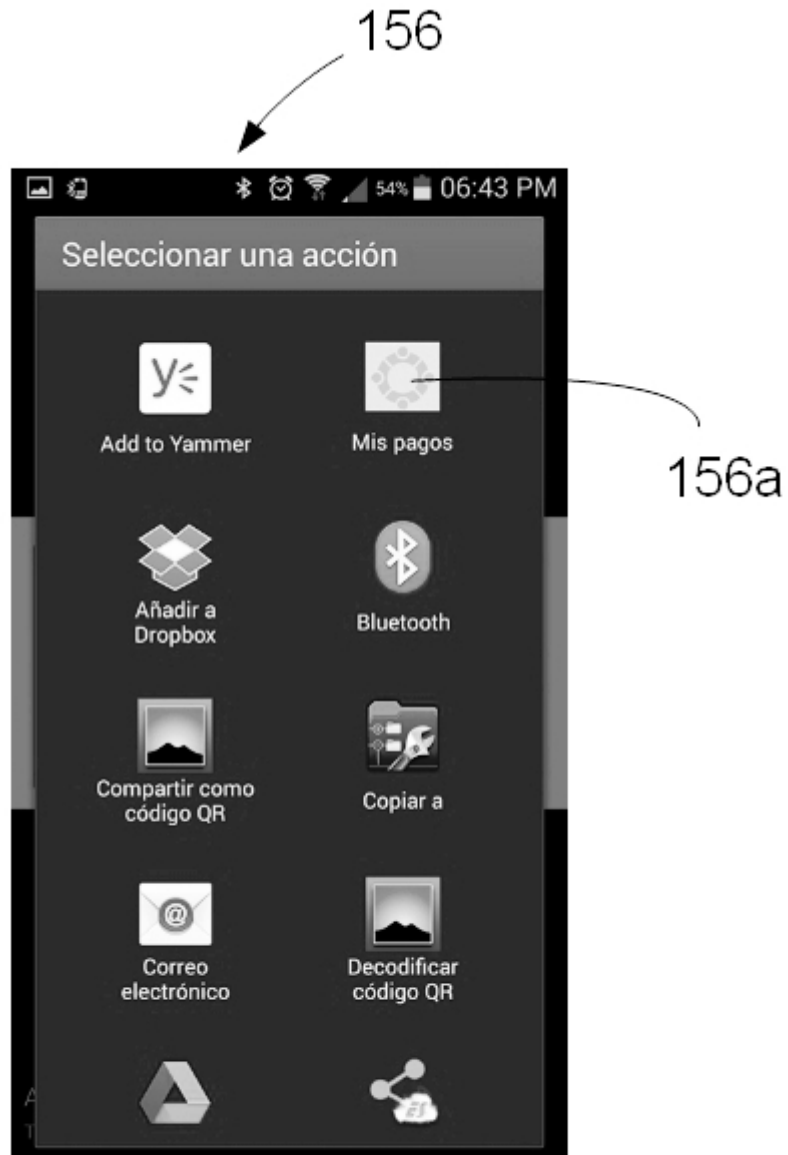 156
54% 06:43 PM
Seleccionar una acción
Add to Yammer
Mis pagos
156a
Añadir a
Dropbox
Bluetooth
Compartir como
código QR
Copiar a
@
Correo
electrónico
Decodificar
código QR
A
T
ES